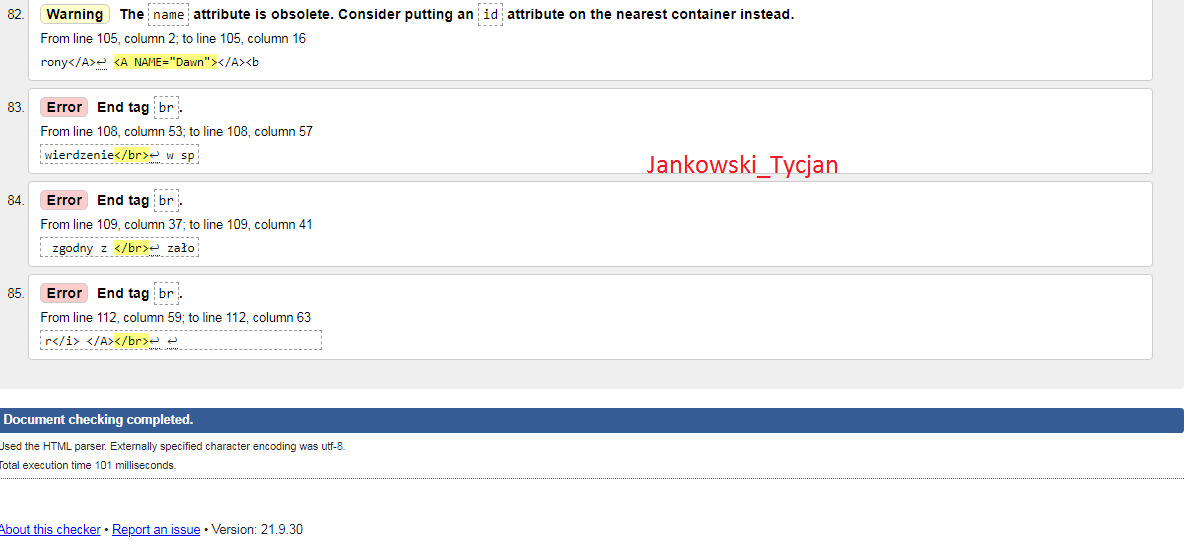 82. Warning The name attribute is obsolete. Consider putting an id attribute on the nearest container instead.
From line 105, column 2; to line 105, column 16
rony</A>↩ <A NAME="Dawn"></A><b
83. Error End tag br.
From line 108, column 53; to line 108, column 57
wierdzenie</br>↩ w sp
Jankowski_Tycjan
84. Error End tag br.
From line 109, column 37; to line 109, column 41
zgodny z </br>↩ zało
85. Error End tag br.
From line 112, column 59; to line 112, column 63
r</i> </A></br>↩ ↩
Document checking completed.
Used the HTML parser. Externally specified character encoding was utf-8.
Total execution time 101 milliseconds.
About this checker • Report an issue • Version: 21.9.30